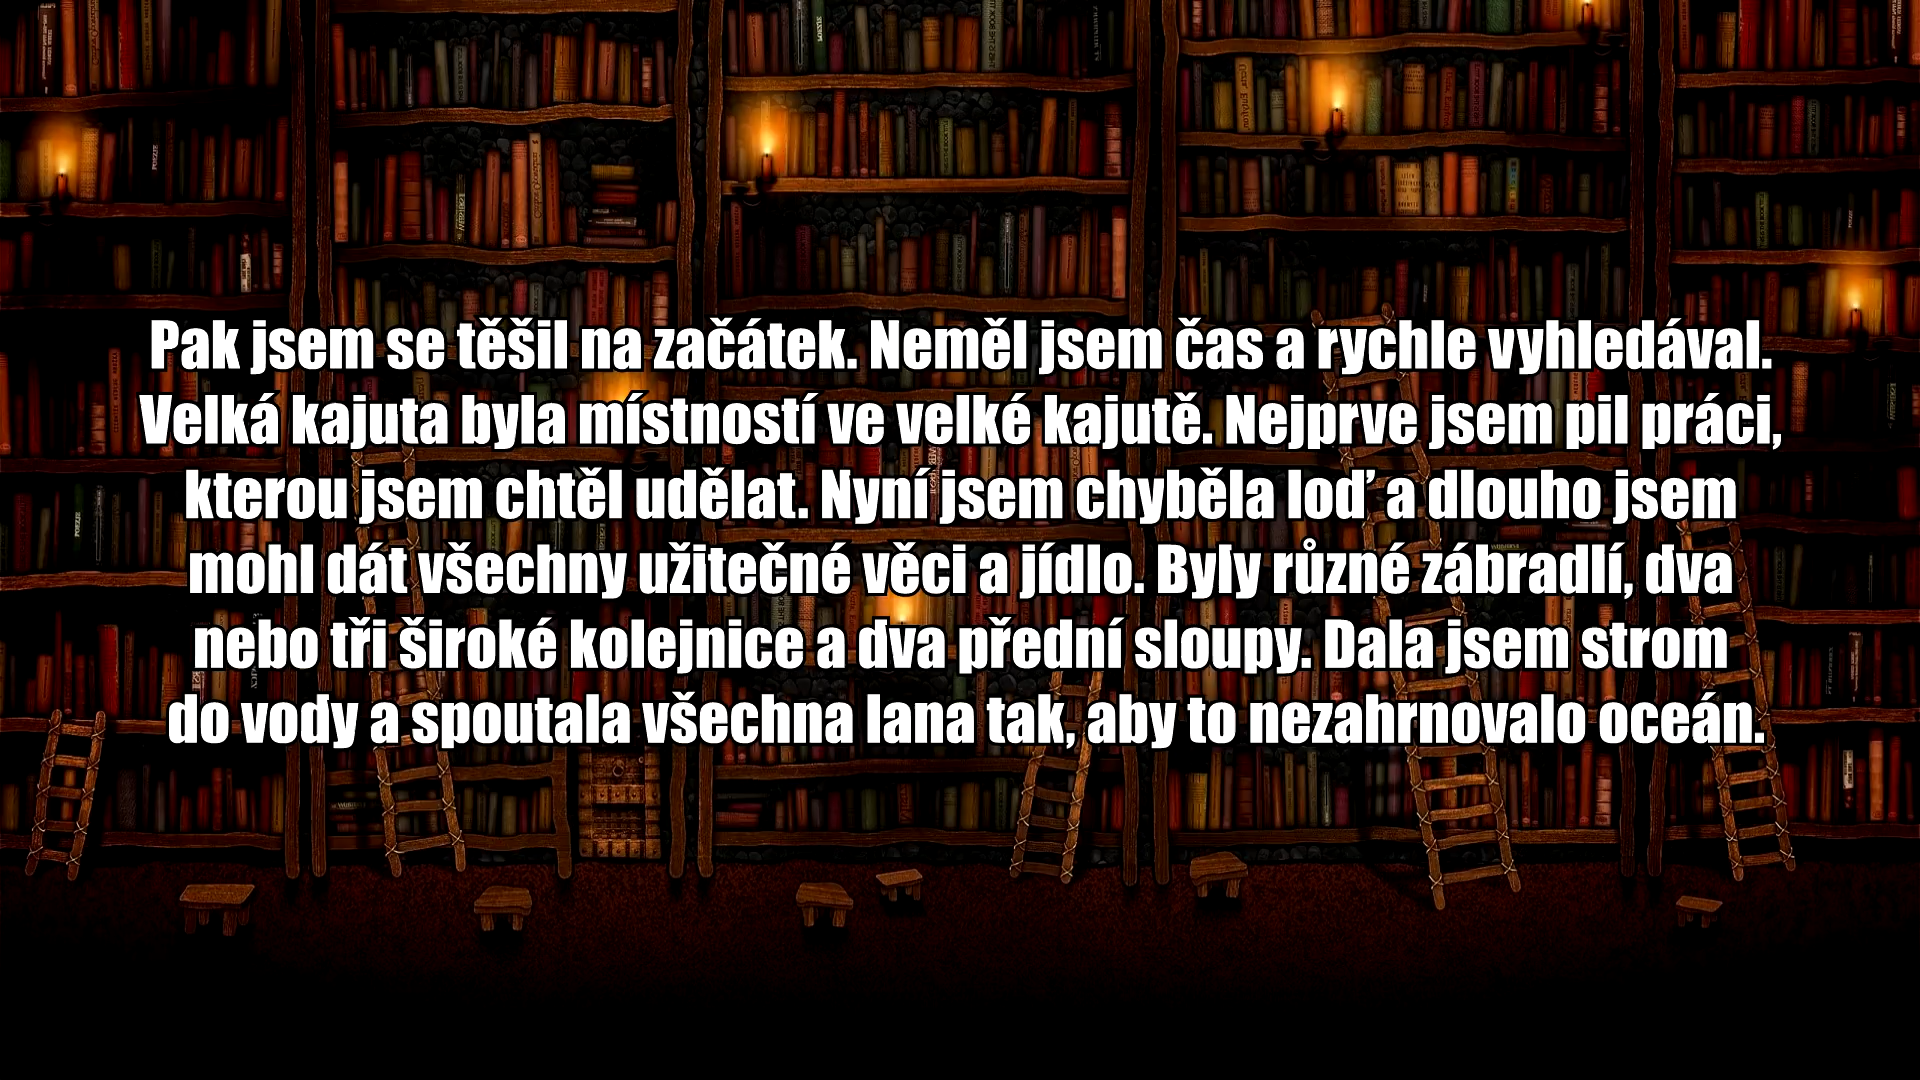 Pak jsem se těšil na začátek. Neměl jsem čas a rychle vyhledával.
Velká kajuta byla místností ve velké kajutě. Nejprve jsem pil práci,
kterou jsem chtěl udělat. Nyní jsem chyběla loď a dlouho jsem
mohl dát všechny užitečné věci a jídlo. Byly různé zábradlí, dva
nebo tři široké kolejnice a dva přední sloupy. Dala jsem strom
do vody a spoutala všechna lana tak, aby to nezahrnovalo oceán.